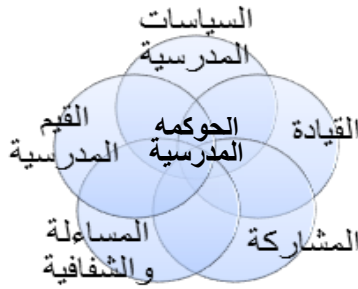 السياسات
المدرسية
القيادة
المشاركة
المساءلة
والشفافية
القيم
المدرسية
الحوكمه
المدرسية